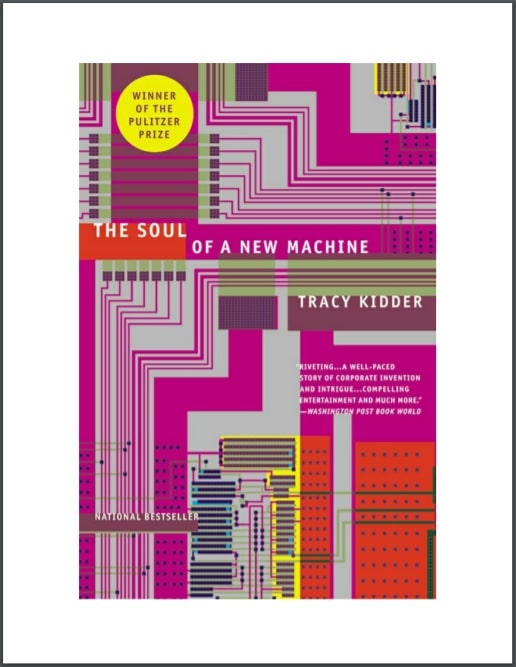 WINNER
OF THE
PULITZER
PRIZE
THE SOUL
OF A NEW MACHINE
TRACY KIDDER
"RIVETING...A WELL-PACED
STORY OF CORPORATE INVENTION
AND INTRIGUE...COMPELLING
ENTERTAINMENT AND MUCH MORE."
—WASHINGTON POST BOOK WORLD
NATIONAL BESTSELLER